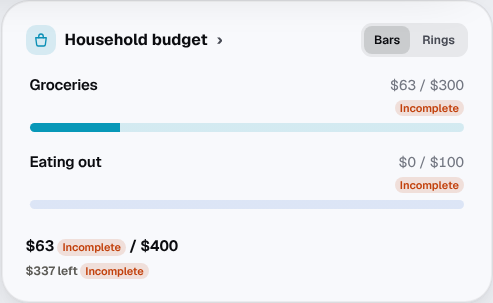 Household budget ›
Bars Rings
Groceries $63 / $300
Incomplete
Eating out $0 / $100
Incomplete
$63 Incomplete / $400
$337 left Incomplete